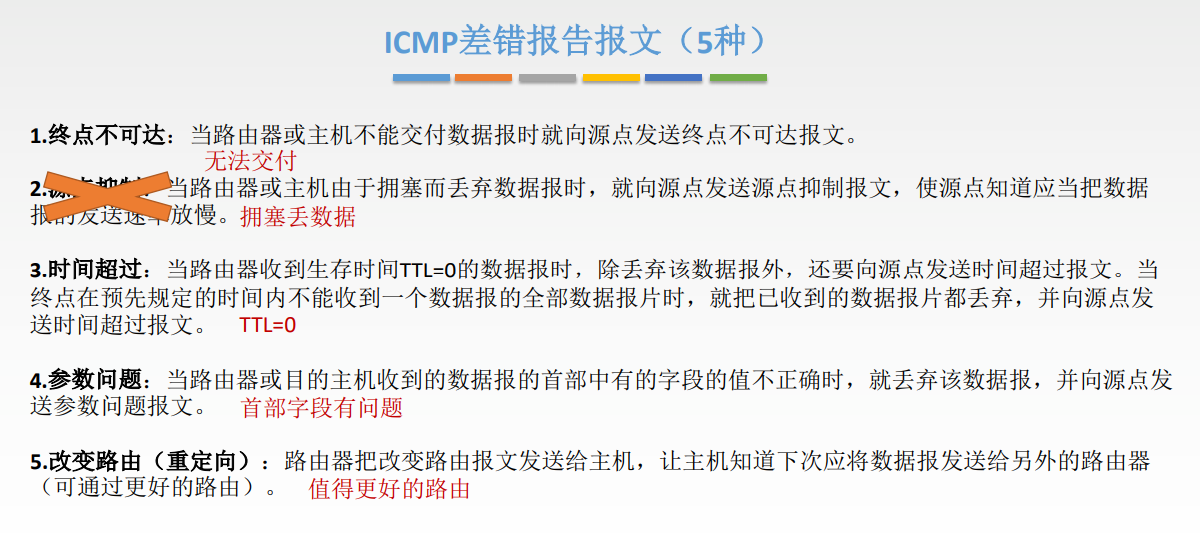 ICMP差错报告报文（5种）
1.终点不可达：当路由器或主机不能交付数据报时就向源点发送终点不可达报文。
无法交付
2.源点抑制：当路由器或主机由于拥塞而丢弃数据报时，就向源点发送源点抑制报文，使源点知道应当把数据
报的发送速率放慢。拥塞丢数据
3.时间超过：当路由器收到生存时间TTL=0的数据报时，除丢弃该数据报外，还要向源点发送时间超过报文。当
终点在预先规定的时间内不能收到一个数据报的全部数据报片时，就把已收到的数据报片都丢弃，并向源点发
送时间超过报文。 TTL=0
4.参数问题：当路由器或目的主机收到的数据报的首部中有的字段的值不正确时，就丢弃该数据报，并向源点发
送参数问题报文。 首部字段有问题
5.改变路由（重定向）：路由器把改变路由报文发送给主机，让主机知道下次应将数据报发送给另外的路由器
（可通过更好的路由）。 值得更好的路由